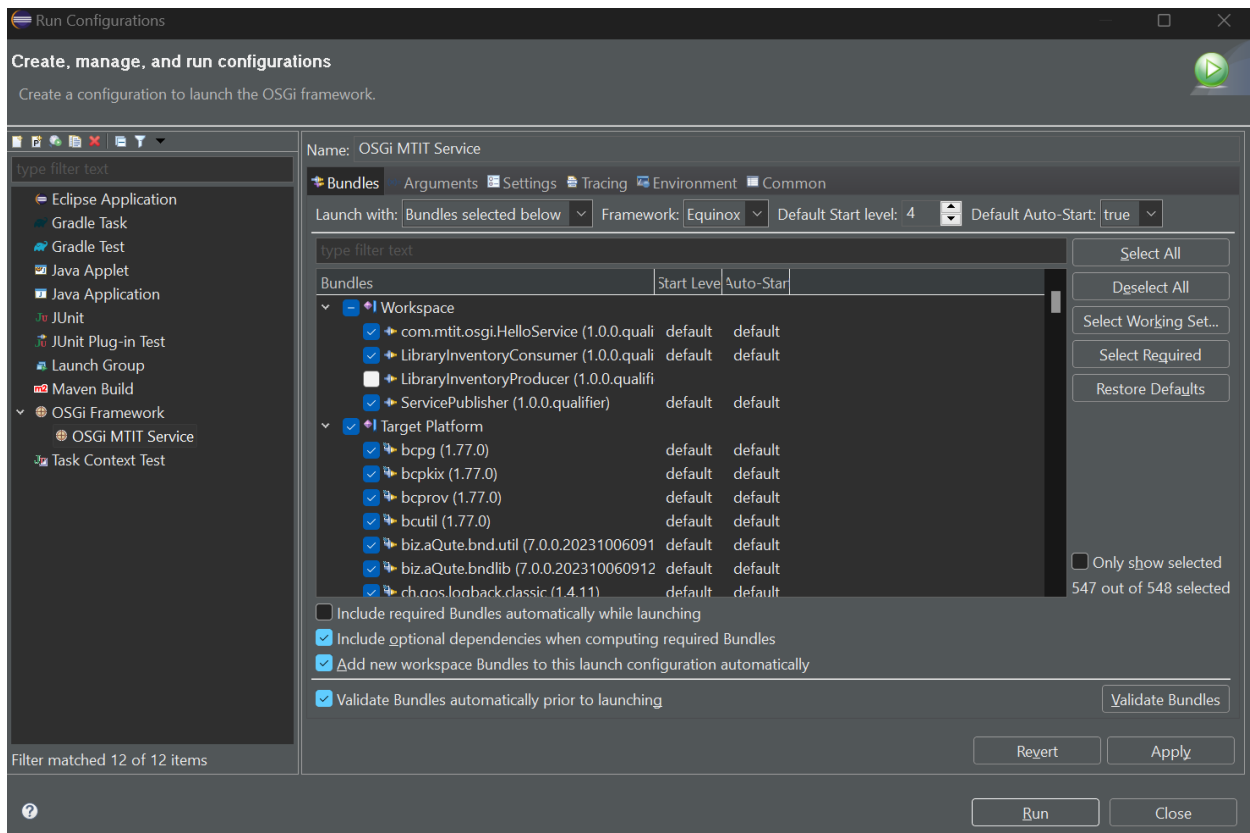 Run Configurations
Create, manage, and run configurations
Create a configuration to launch the OSGi framework.
type filter text
Eclipse Application
Gradle Task
Gradle Test
Java Applet
Java Application
JUnit
JUnit Plug-in Test
Launch Group
Maven Build
OSGi Framework
OSGi MTIT Service
Task Context Test
Filter matched 12 of 12 items
Name: OSGi MTIT Service
Bundles Arguments Settings Tracing Environment Common
Launch with: Bundles selected below Framework: Equinox Default Start level: 4 Default Auto-Start: true
type filter text
Bundles Start Leve Auto-Star
Workspace
com.mtit.osgi.HelloService (1.0.0.quali default default
LibraryInventoryConsumer (1.0.0.quali default default
LibraryInventoryProducer (1.0.0.qualifi
ServicePublisher (1.0.0.qualifier) default default
Target Platform
bcpg (1.77.0) default default
bcpkix (1.77.0) default default
bcprov (1.77.0) default default
bcutil (1.77.0) default default
biz.aQute.bnd.util (7.0.0.20231006091 default default
biz.aQute.bndlib (7.0.0.202310060912 default default
ch.qos.logback.classic (1.4.11) default default
Select All
Deselect All
Select Working Set...
Select Required
Restore Defaults
Only show selected
547 out of 548 selected
Include required Bundles automatically while launching
Include optional dependencies when computing required Bundles
Add new workspace Bundles to this launch configuration automatically
Validate Bundles automatically prior to launching
Validate Bundles
Revert Apply
Run Close